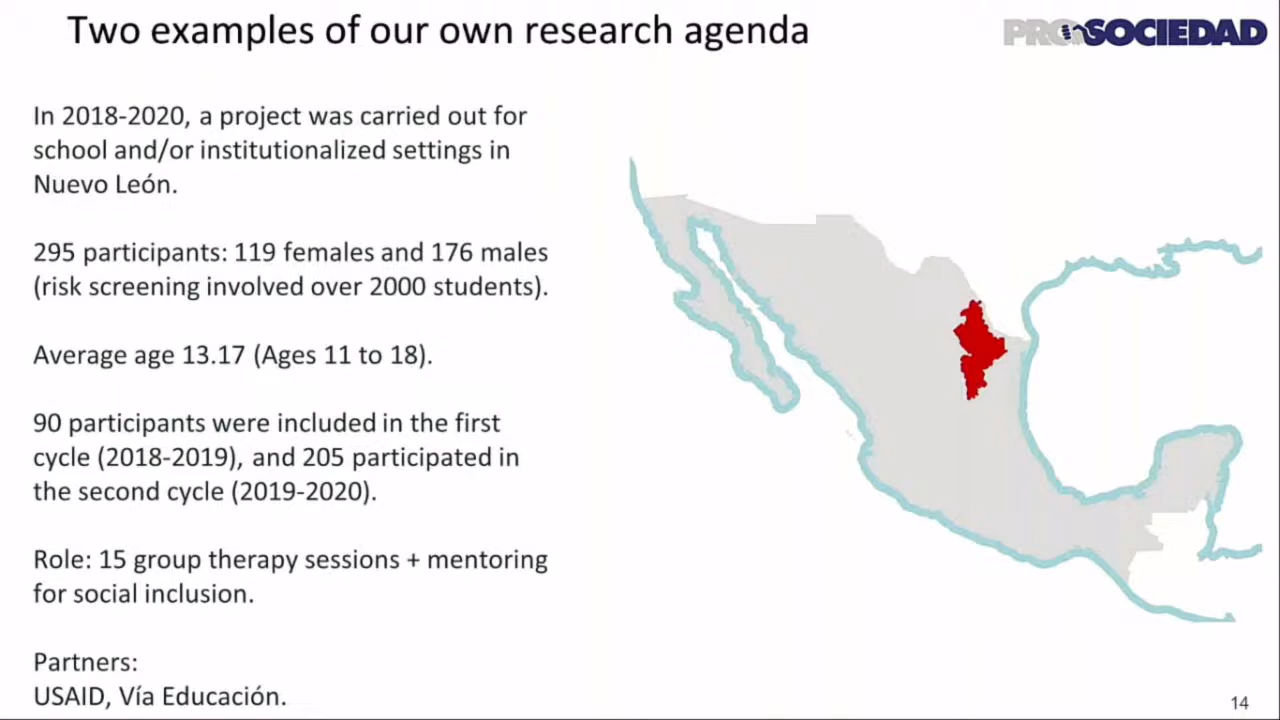 Two examples of our own research agenda
PROSOCIEDAD
In 2018-2020, a project was carried out for
school and/or institutionalized settings in
Nuevo León.
295 participants: 119 females and 176 males
(risk screening involved over 2000 students).
Average age 13.17 (Ages 11 to 18).
90 participants were included in the first
cycle (2018-2019), and 205 participated in
the second cycle (2019-2020).
Role: 15 group therapy sessions + mentoring
for social inclusion.
Partners:
USAID, Vía Educación.
14